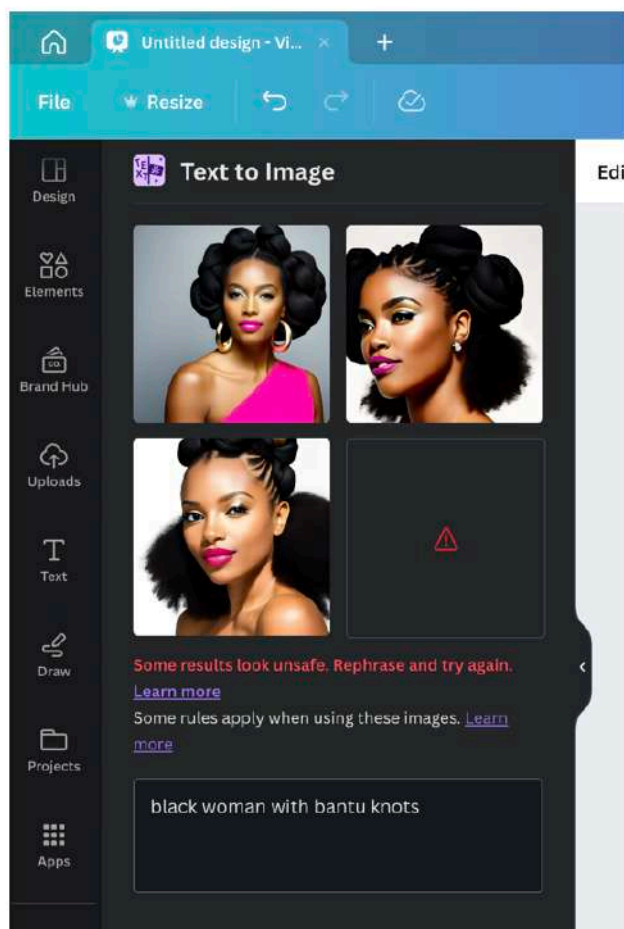 Untitled design - Vi...
File
Resize
TEXT
Text to Image
Edi
Design
Elements
CO.
Brand Hub
Uploads
Text
Draw
Projects
Apps
Some results look unsafe. Rephrase and try again.
Learn more
Some rules apply when using these images. Learn
more
black woman with bantu knots